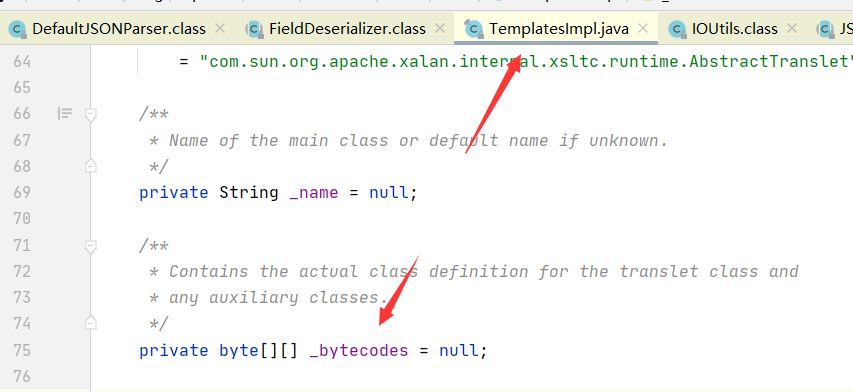 DefaultJSONParser.class × FieldDeserializer.class × TemplatesImpl.java × IOUtils.class × JS
64 = "com.sun.org.apache.xalan.internal.xsltc.runtime.AbstractTranslet"
65
66 /**
67 * Name of the main class or default name if unknown.
68 */
69 private String _name = null;
70
71 /**
72 * Contains the actual class definition for the translet class and
73 * any auxiliary classes.
74 */
75 private byte[][] _bytecodes = null;
76